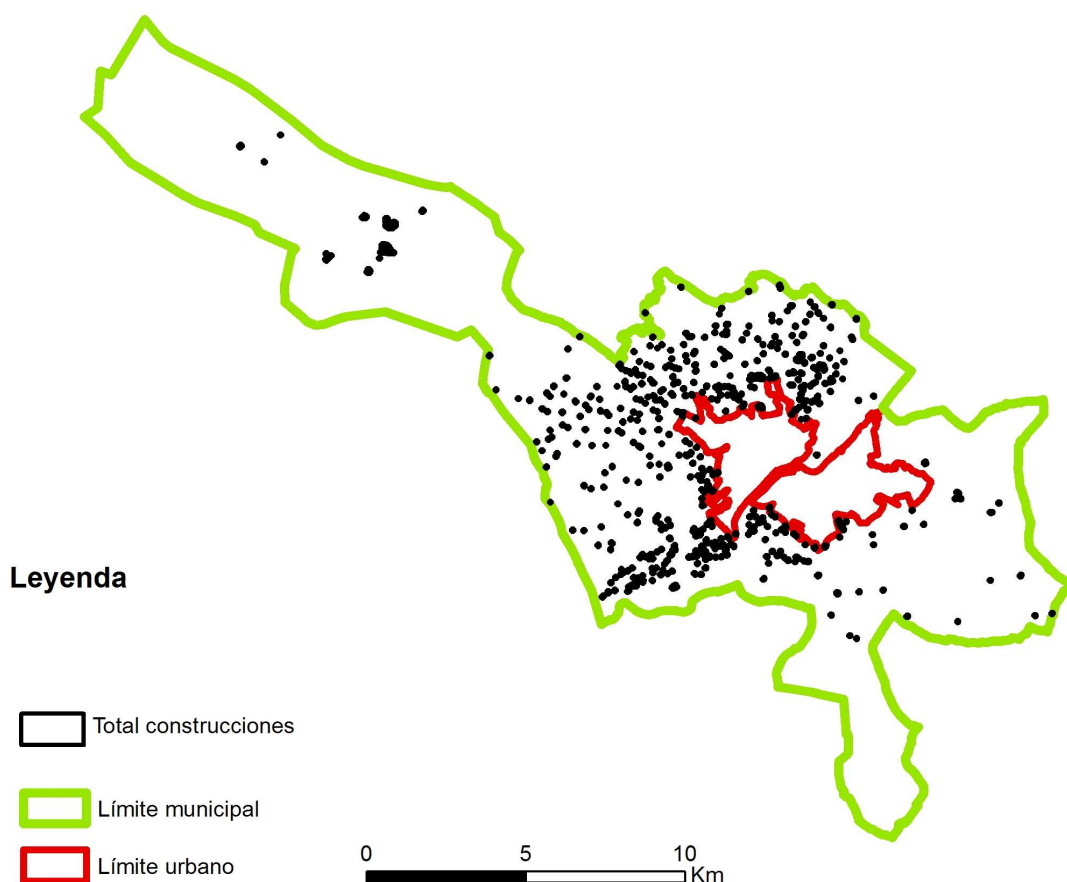 Leyenda
Total construcciones
Límite municipal
Límite urbano
0 5 10
Km